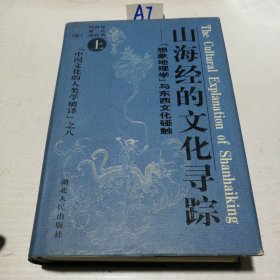 A7
The Cultural Explanation of Shanhaiking
山海经的文化寻踪
——“想象地理学”与东西文化碰触
上
“中国文化的人类学破译”之八
湖北人民出版社